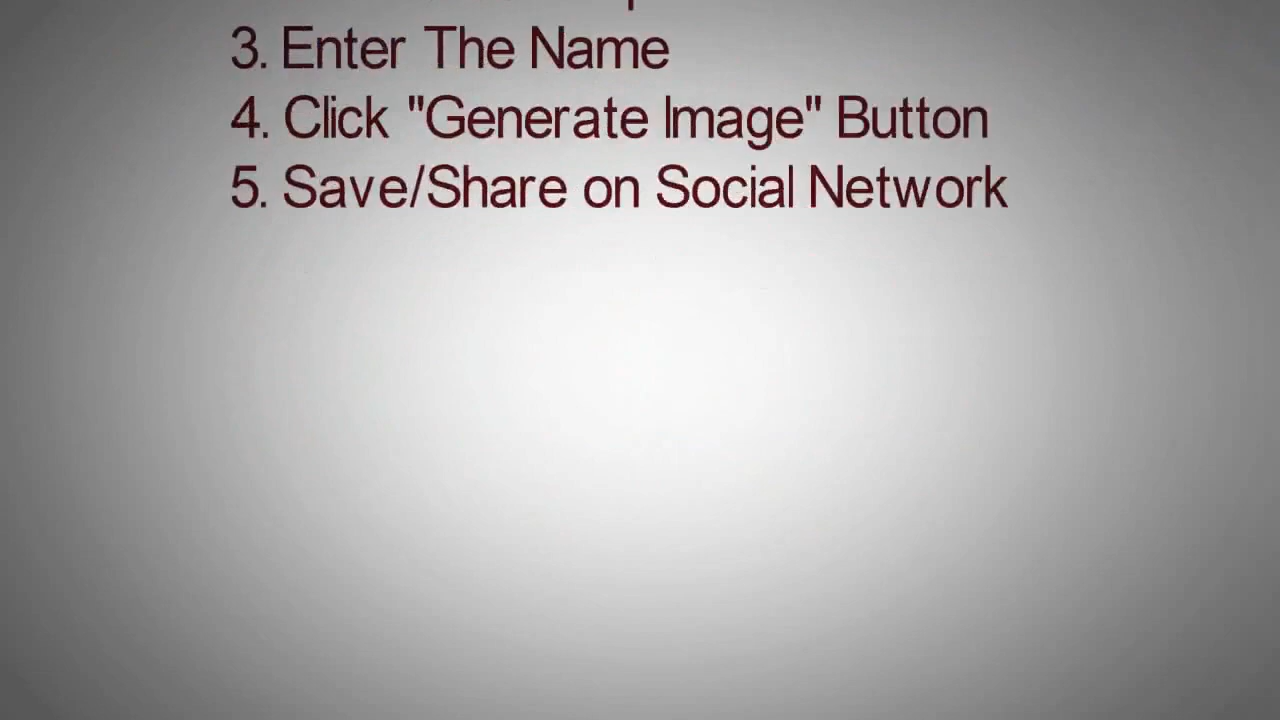 3. Enter The Name
4. Click "Generate Image" Button
5. Save/Share on Social Network